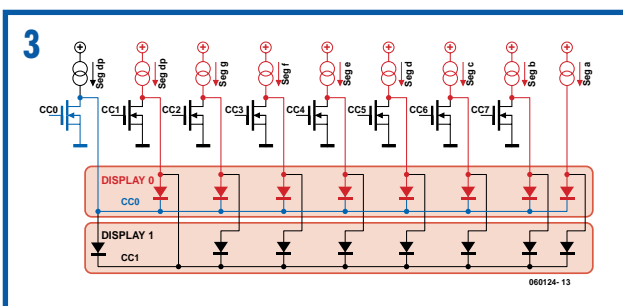 3
Seg dp Seg dp Seg g Seg f Seg e Seg d Seg c Seg b Seg a
CC0 CC1 CC2 CC3 CC4 CC5 CC6 CC7
DISPLAY 0
CC0
DISPLAY 1
CC1
060124- 13